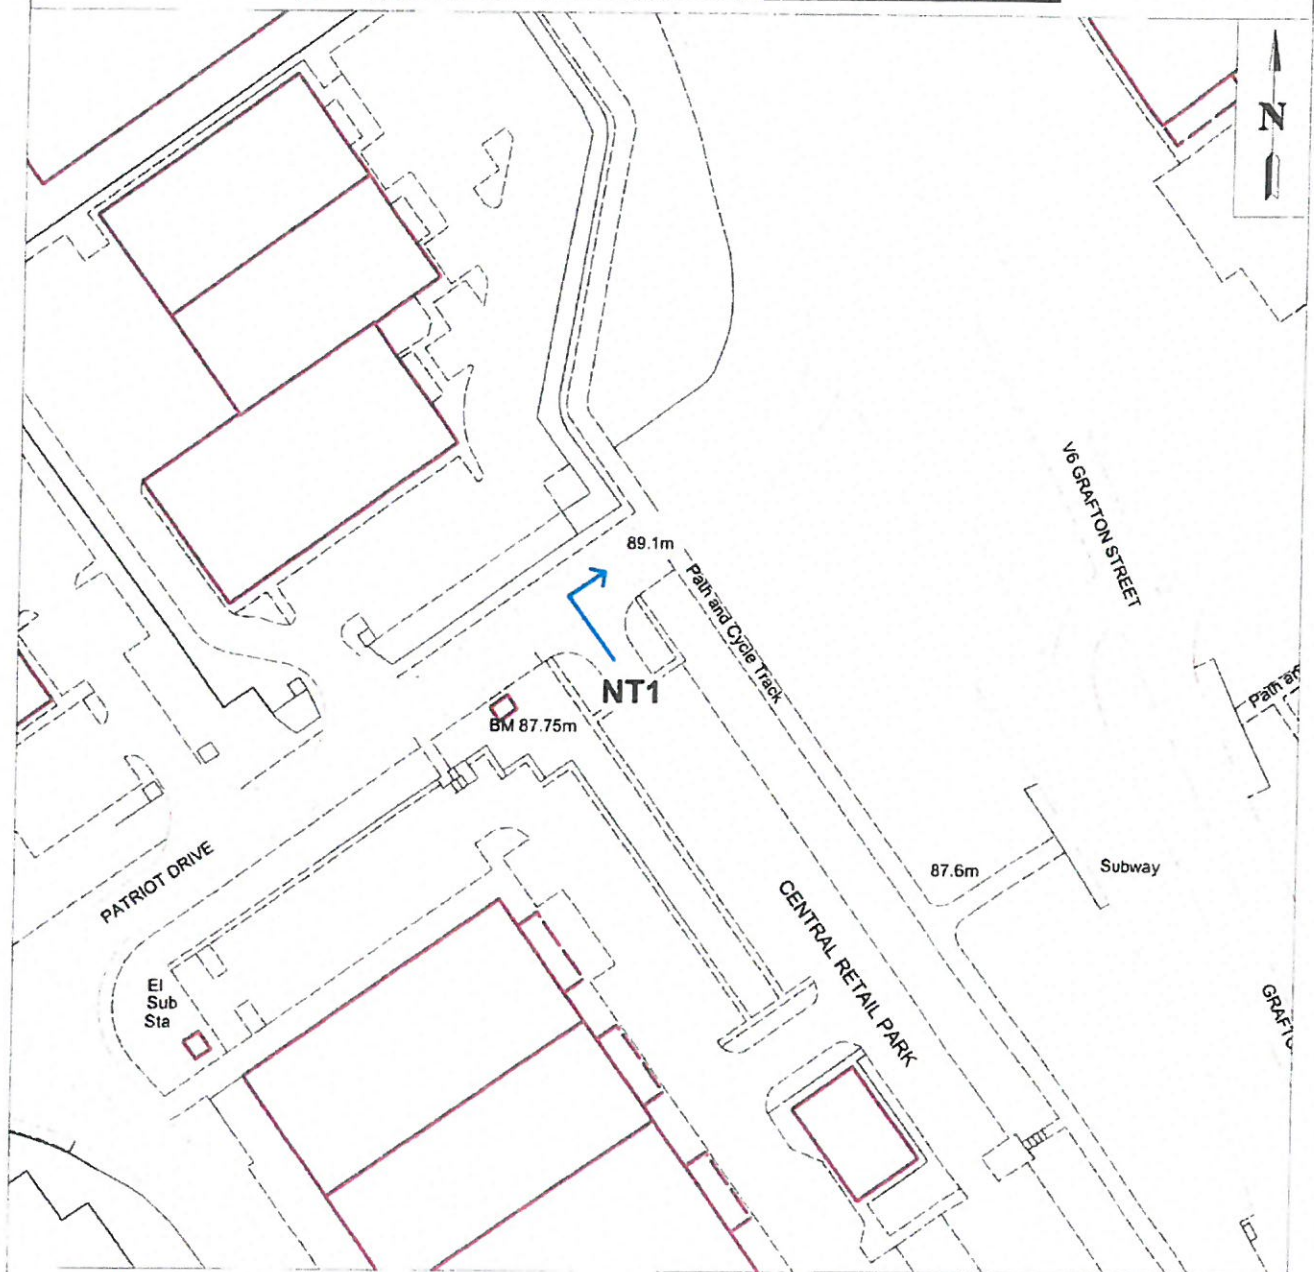 N
V6 GRAFTON STREET
89.1m
Path and Cycle Track
NT1
Path an
BM 87.75m
PATRIOT DRIVE
87.6m
Subway
CENTRAL RETAIL PARK
El
Sub
Sta
GRAFTO